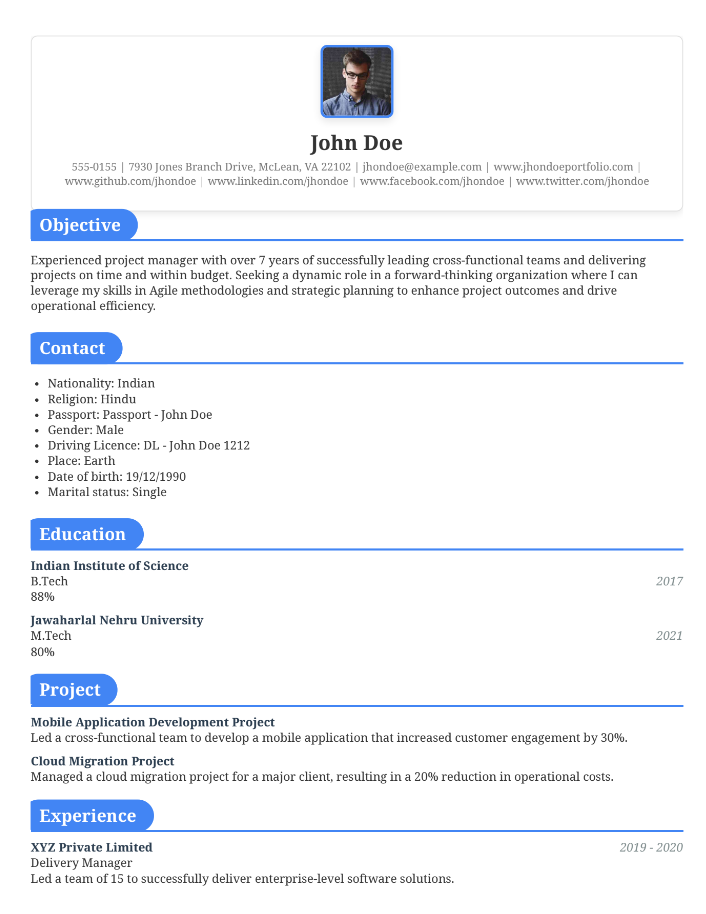 John Doe
555-0155 | 7930 Jones Branch Drive, McLean, VA 22102 | jhondoe@example.com | www.jhondoeportfolio.com |
www.github.com/jhondoe | www.linkedin.com/jhondoe | www.facebook.com/jhondoe | www.twitter.com/jhondoe
Objective
Experienced project manager with over 7 years of successfully leading cross-functional teams and delivering
projects on time and within budget. Seeking a dynamic role in a forward-thinking organization where I can
leverage my skills in Agile methodologies and strategic planning to enhance project outcomes and drive
operational efficiency.
Contact
• Nationality: Indian
• Religion: Hindu
• Passport: Passport - John Doe
• Gender: Male
• Driving Licence: DL - John Doe 1212
• Place: Earth
• Date of birth: 19/12/1990
• Marital status: Single
Education
Indian Institute of Science
B.Tech 2017
88%
Jawaharlal Nehru University
M.Tech 2021
80%
Project
Mobile Application Development Project
Led a cross-functional team to develop a mobile application that increased customer engagement by 30%.
Cloud Migration Project
Managed a cloud migration project for a major client, resulting in a 20% reduction in operational costs.
Experience
XYZ Private Limited 2019 - 2020
Delivery Manager
Led a team of 15 to successfully deliver enterprise-level software solutions.